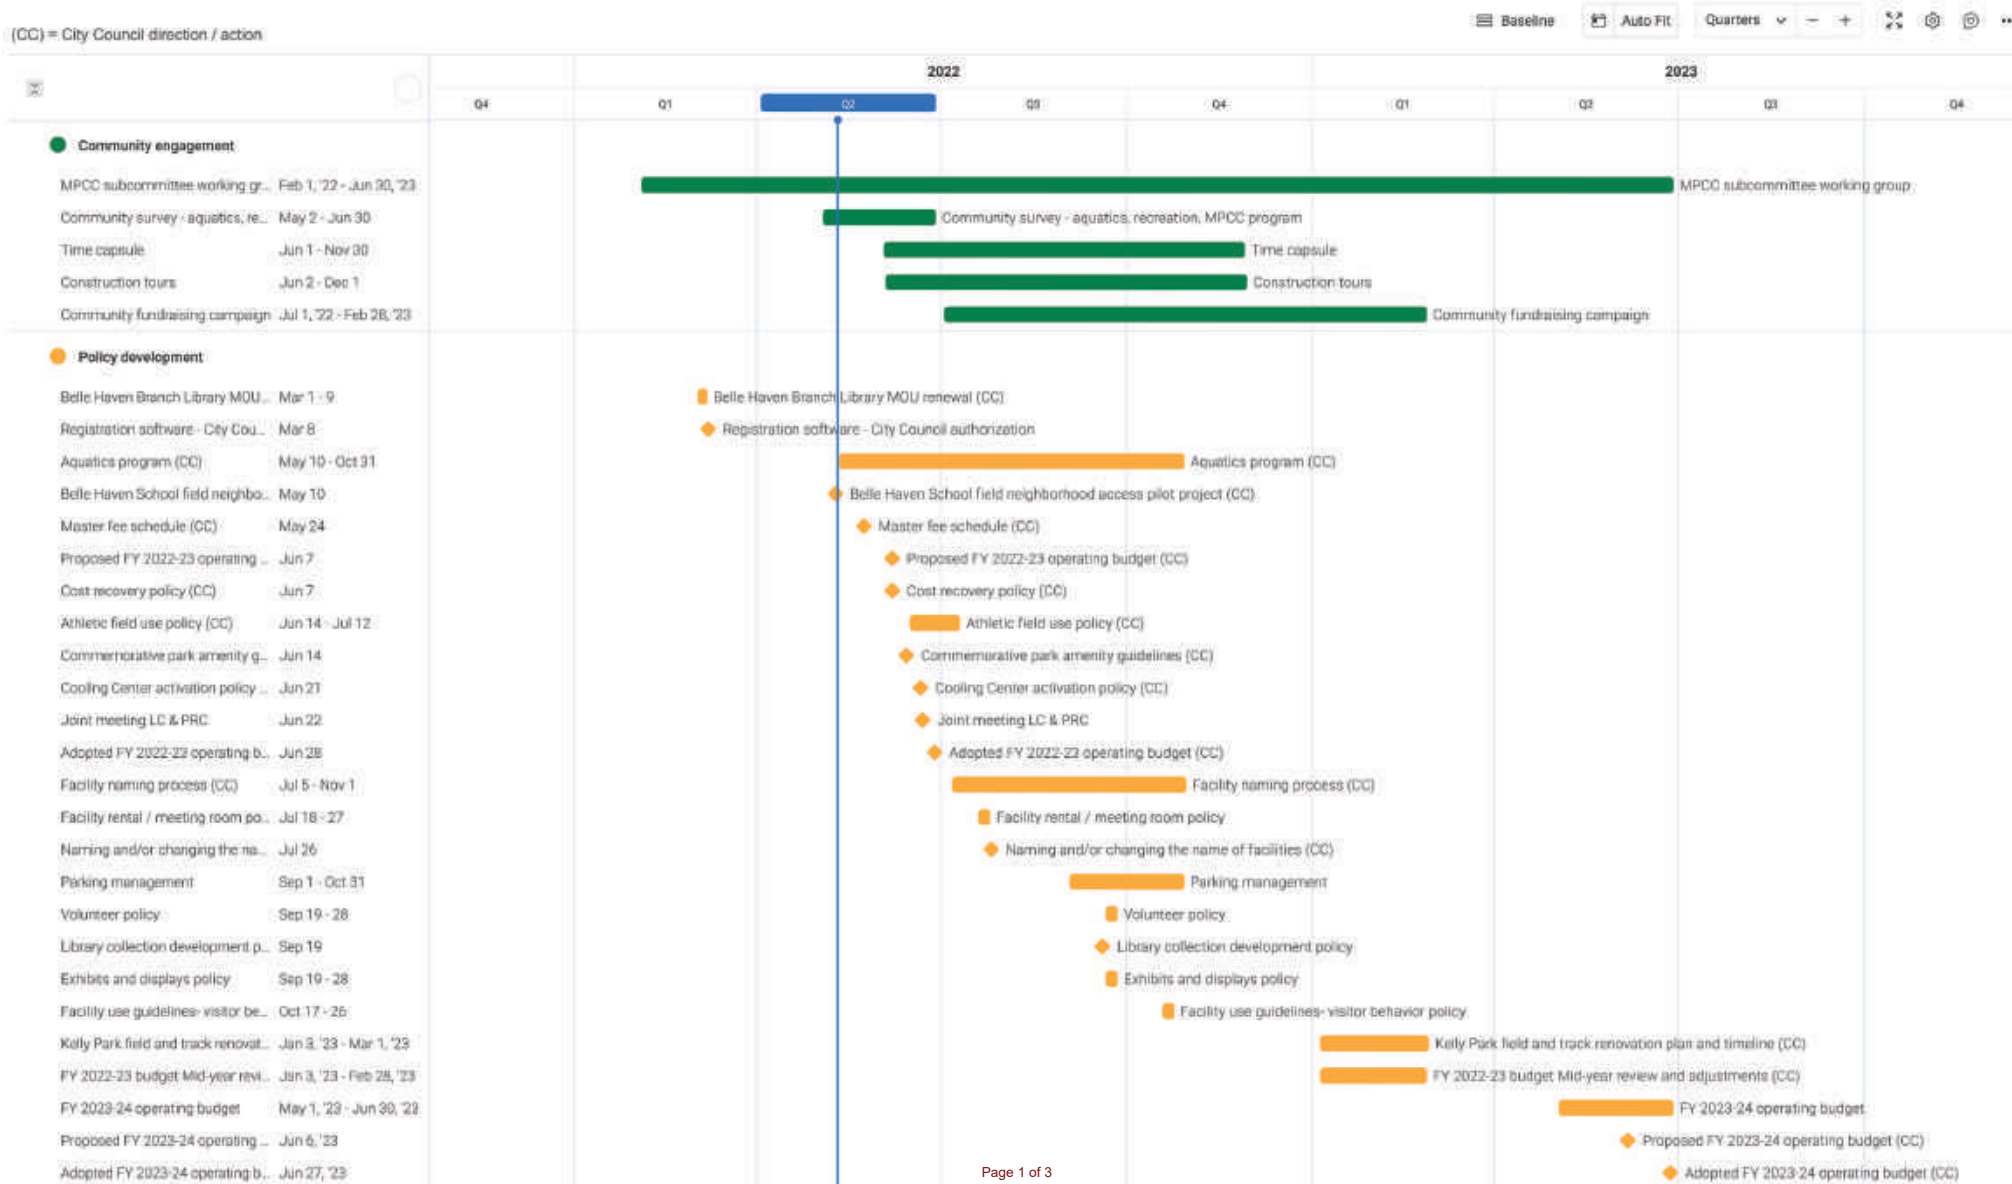 (CC) = City Council direction / action
Baseline Auto Fit Quarters
2022 2023
Q4 Q1 Q2 Q3 Q4 Q1 Q2 Q3 Q4
Community engagement
MPCC subcommittee working gr... Feb 1, '22 - Jun 30, '23 MPCC subcommittee working group
Community survey - aquatics, re... May 2 - Jun 30 Community survey - aquatics, recreation, MPCC program
Time capsule Jun 1 - Nov 30 Time capsule
Construction tours Jun 2 - Dec 1 Construction tours
Community fundraising campaign Jul 1, '22 - Feb 28, '23 Community fundraising campaign
Policy development
Belle Haven Branch Library MOU... Mar 1 - 9 Belle Haven Branch Library MOU renewal (CC)
Registration software - City Cou... Mar 8 Registration software - City Council authorization
Aquatics program (CC) May 10 - Oct 31 Aquatics program (CC)
Belle Haven School field neighbo... May 10 Belle Haven School field neighborhood access pilot project (CC)
Master fee schedule (CC) May 24 Master fee schedule (CC)
Proposed FY 2022-23 operating ... Jun 7 Proposed FY 2022-23 operating budget (CC)
Cost recovery policy (CC) Jun 7 Cost recovery policy (CC)
Athletic field use policy (CC) Jun 14 - Jul 12 Athletic field use policy (CC)
Commemorative park amenity g... Jun 14 Commemorative park amenity guidelines (CC)
Cooling Center activation policy ... Jun 21 Cooling Center activation policy (CC)
Joint meeting LC & PRC Jun 22 Joint meeting LC & PRC
Adopted FY 2022-23 operating b... Jun 28 Adopted FY 2022-23 operating budget (CC)
Facility naming process (CC) Jul 5 - Nov 1 Facility naming process (CC)
Facility rental / meeting room po... Jul 18 - 27 Facility rental / meeting room policy
Naming and/or changing the na... Jul 26 Naming and/or changing the name of facilities (CC)
Parking management Sep 1 - Oct 31 Parking management
Volunteer policy Sep 19 - 28 Volunteer policy
Library collection development p... Sep 19 Library collection development policy
Exhibits and displays policy Sep 19 - 28 Exhibits and displays policy
Facility use guidelines- visitor be... Oct 17 - 26 Facility use guidelines- visitor behavior policy
Kelly Park field and track renovat... Jan 3, '23 - Mar 1, '23 Kelly Park field and track renovation plan and timeline (CC)
FY 2022-23 budget Mid-year revi... Jan 3, '23 - Feb 28, '23 FY 2022-23 budget Mid-year review and adjustments (CC)
FY 2023-24 operating budget May 1, '23 - Jun 30, '23 FY 2023-24 operating budget
Proposed FY 2023-24 operating ... Jun 6, '23 Proposed FY 2023-24 operating budget (CC)
Adopted FY 2023-24 operating b... Jun 27, '23 Adopted FY 2023-24 operating budget (CC)
Page 1 of 3